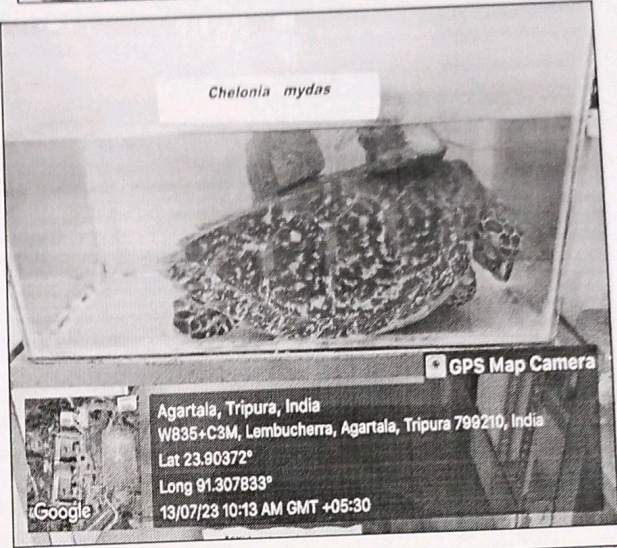 Chelonia mydas
GPS Map Camera
Agartala, Tripura, India
W835+C3M, Lembucherra, Agartala, Tripura 799210, India
Lat 23.90372°
Long 91.307833°
13/07/23 10:13 AM GMT +05:30
Google